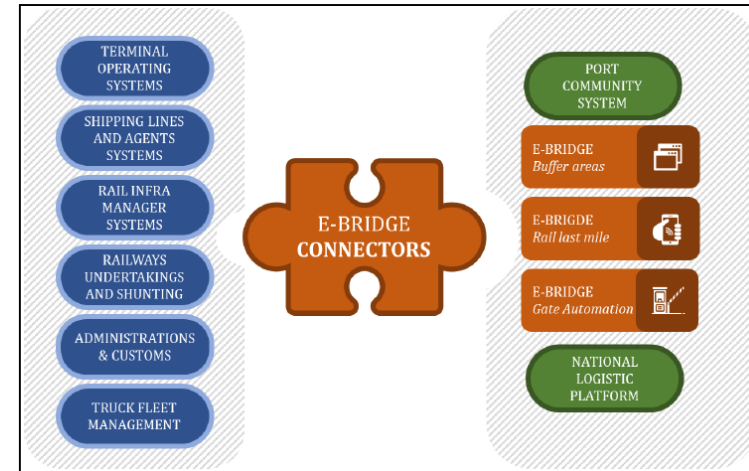 TERMINAL
OPERATING
SYSTEMS
SHIPPING LINES
AND AGENTS
SYSTEMS
RAIL INFRA
MANAGER
SYSTEMS
RAILWAYS
UNDERTAKINGS
AND SHUNTING
ADMINISTRATIONS
& CUSTOMS
TRUCK FLEET
MANAGEMENT
E-BRIDGE
CONNECTORS
PORT
COMMUNITY
SYSTEM
E-BRIDGE
Buffer areas
E-BRIGDE
Rail last mile
E-BRIDGE
Gate Automation
NATIONAL
LOGISTIC
PLATFORM